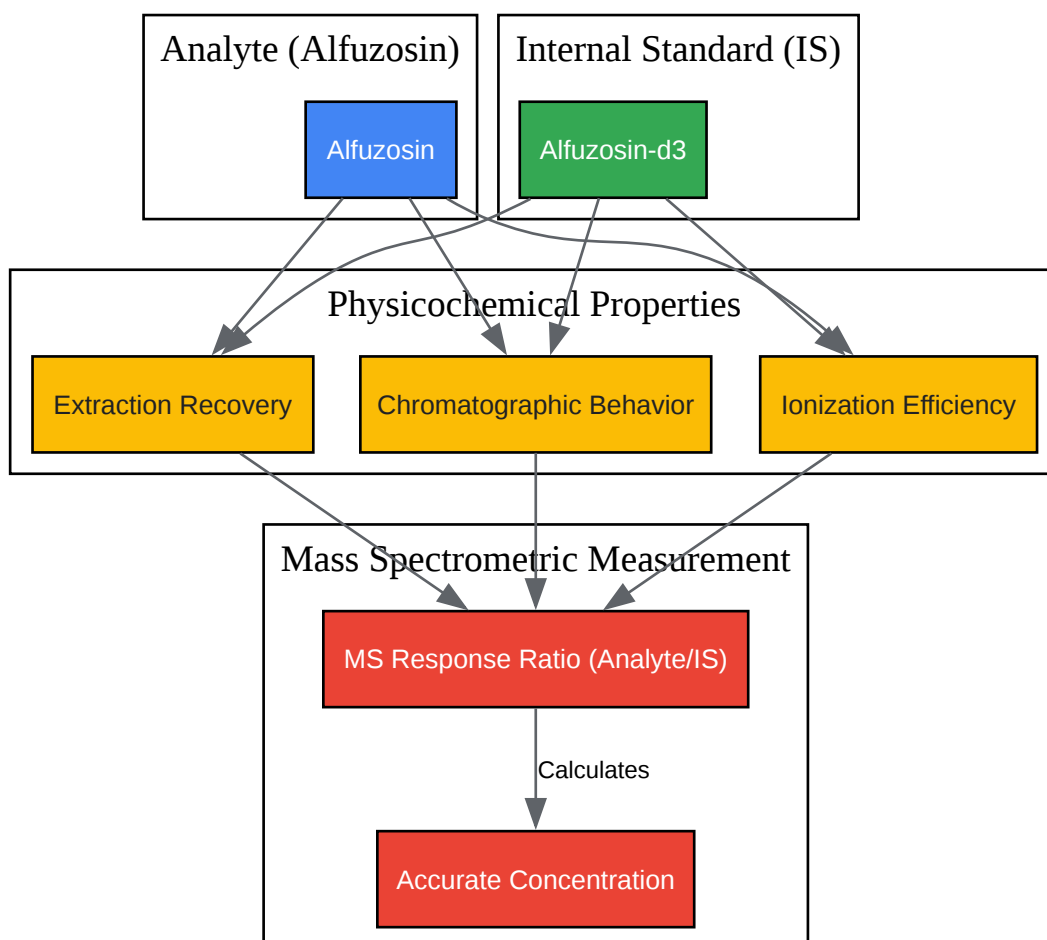 Analyte (Alfuzosin)
Internal Standard (IS)
Alfuzosin
Alfuzosin-d3
Physicochemical Properties
Extraction Recovery
Chromatographic Behavior
Ionization Efficiency
Mass Spectrometric Measurement
MS Response Ratio (Analyte/IS)
Calculates
Accurate Concentration